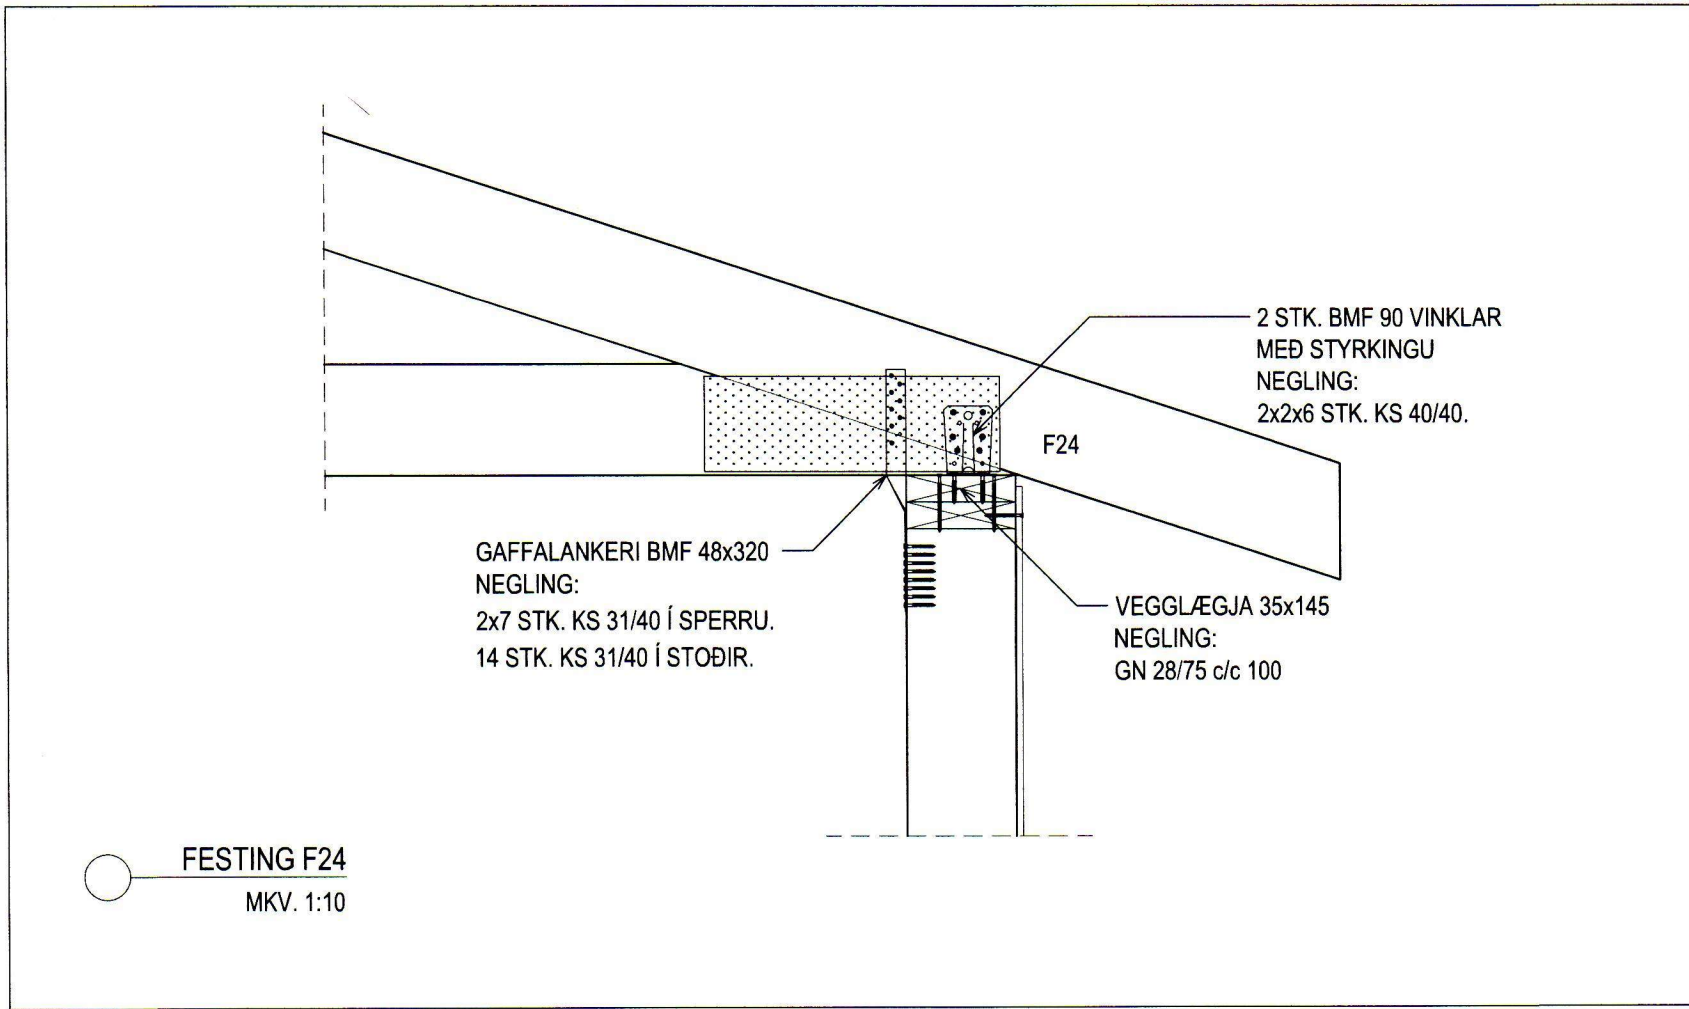 2 STK. BMF 90 VINKLAR
MEÐ STYRKINGU
NEGLING:
2x2x6 STK. KS 40/40.
F24
GAFFALANKERI BMF 48x320
NEGLING:
2x7 STK. KS 31/40 Í SPERRU.
14 STK. KS 31/40 Í STOÐIR.
VEGGLÆGJA 35x145
NEGLING:
GN 28/75 c/c 100
FESTING F24
MKV. 1:10